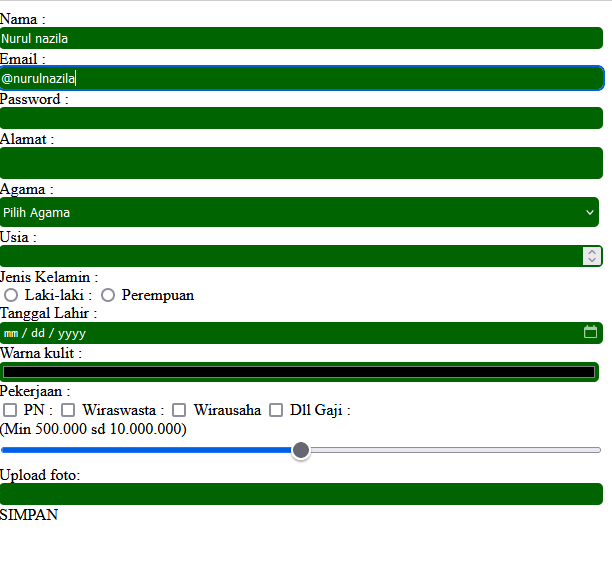 Nama :
Nurul nazila
Email :
@nurulnazila
Password :
Alamat :
Agama :
Pilih Agama
Usia :
Jenis Kelamin :
Laki-laki : Perempuan
Tanggal Lahir :
mm / dd / yyyy
Warna kulit :
Pekerjaan :
PN : Wiraswasta : Wirausaha Dll Gaji :
(Min 500.000 sd 10.000.000)
Upload foto:
SIMPAN